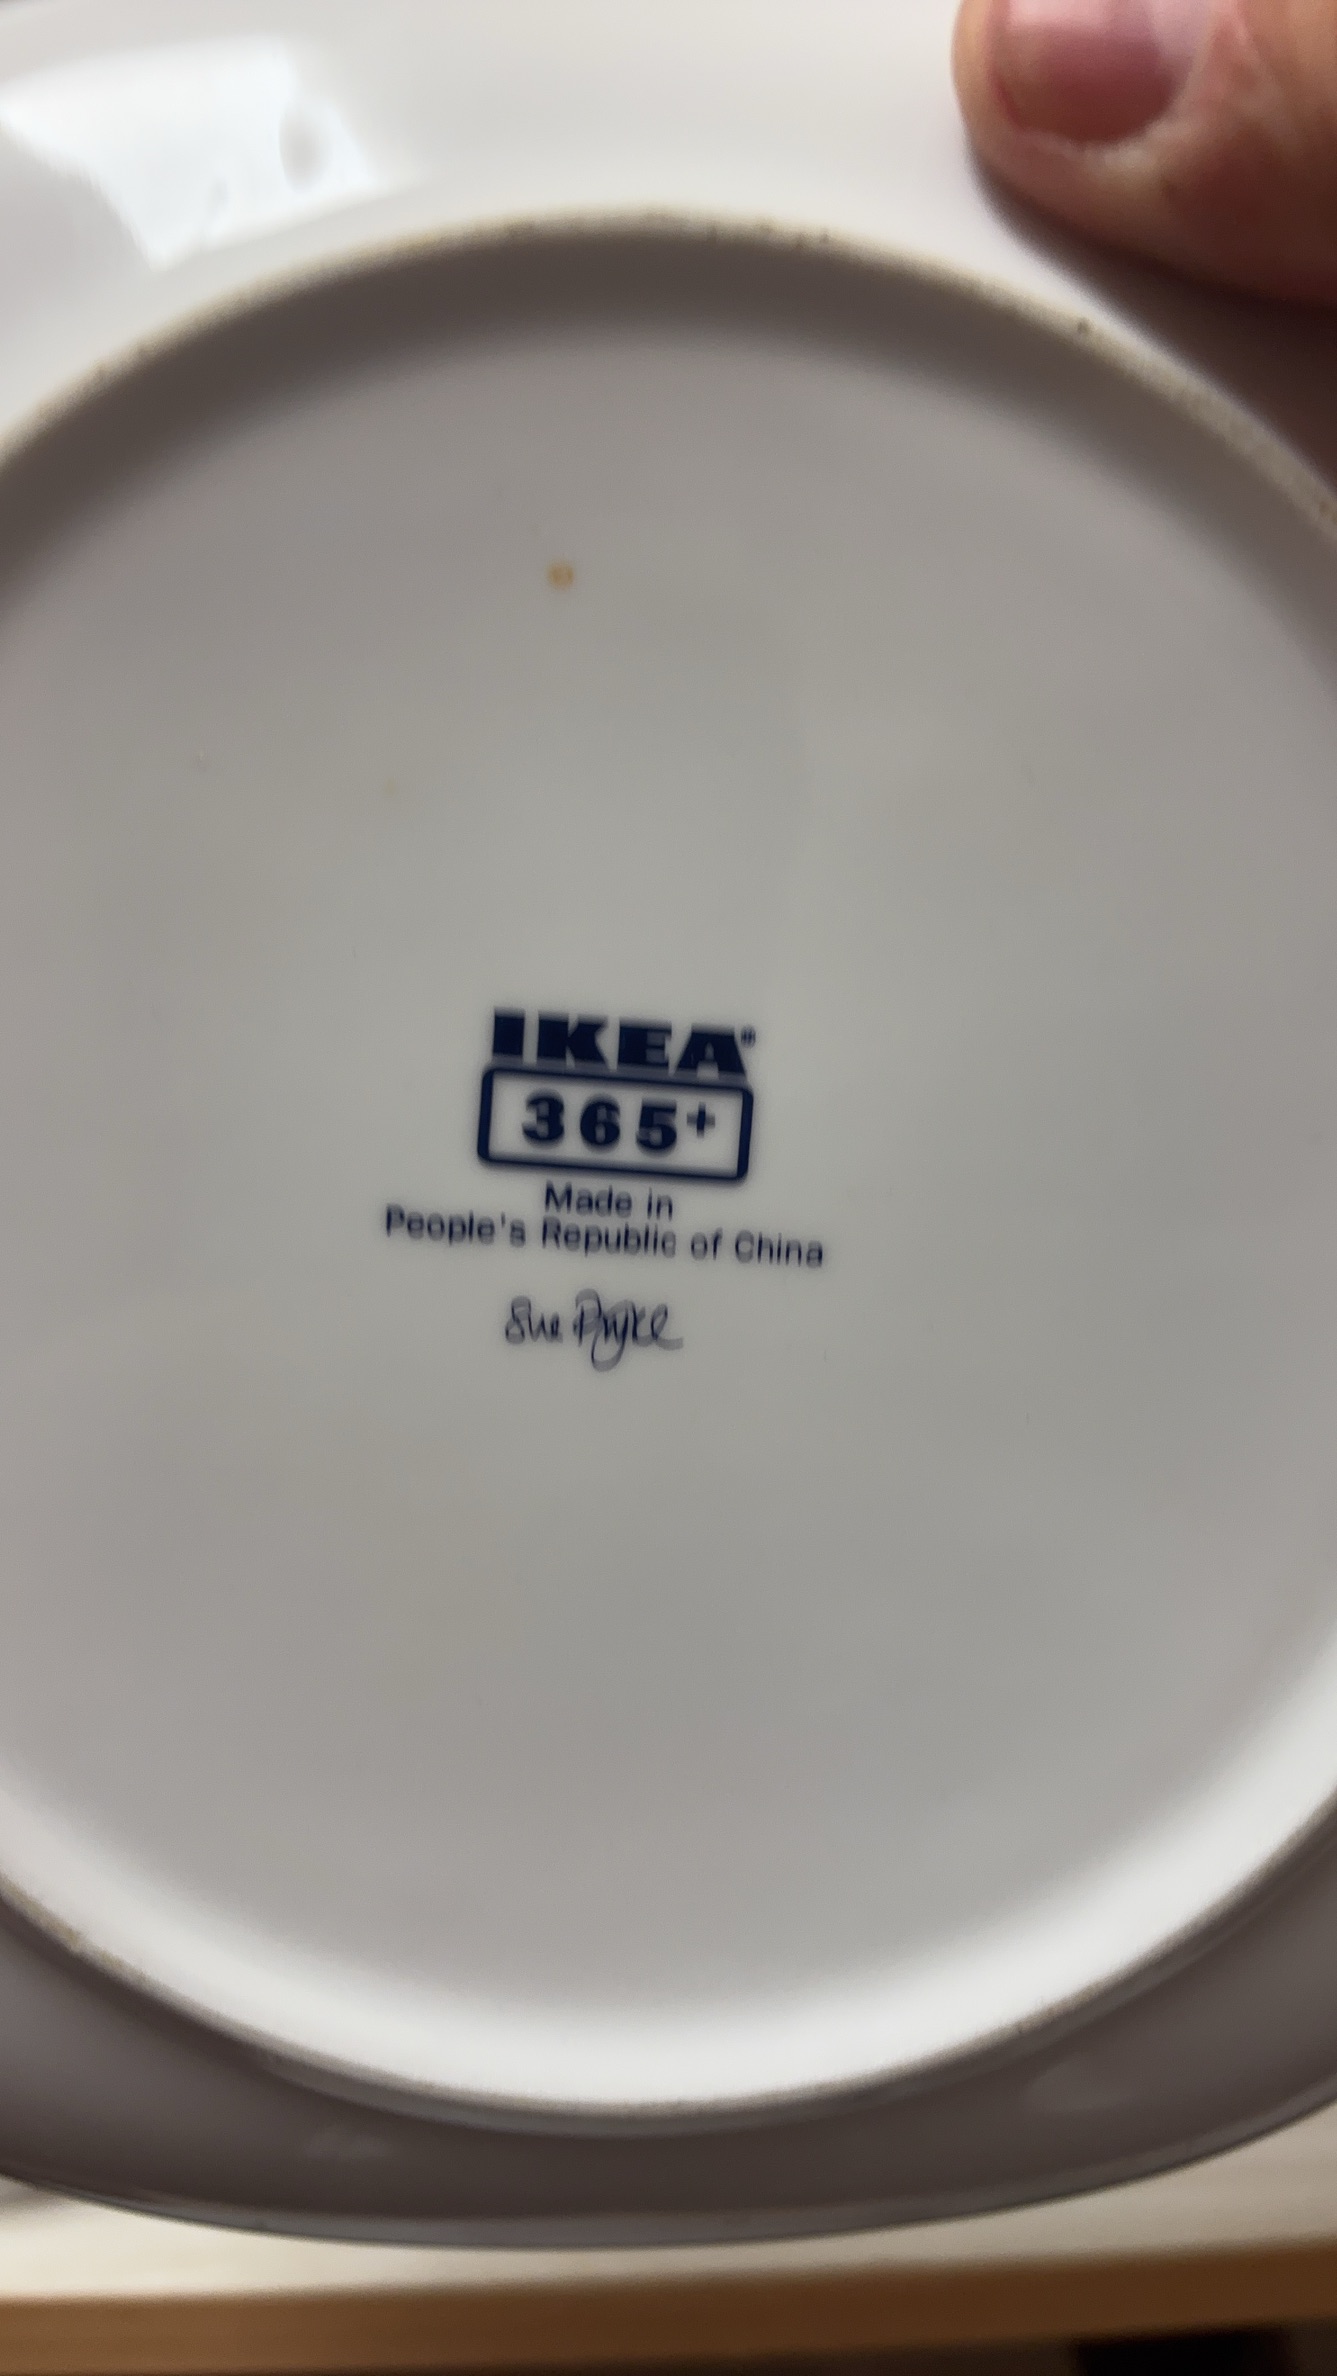 IKEA®
365+
Made in
People's Republic of China
Sue Pryke